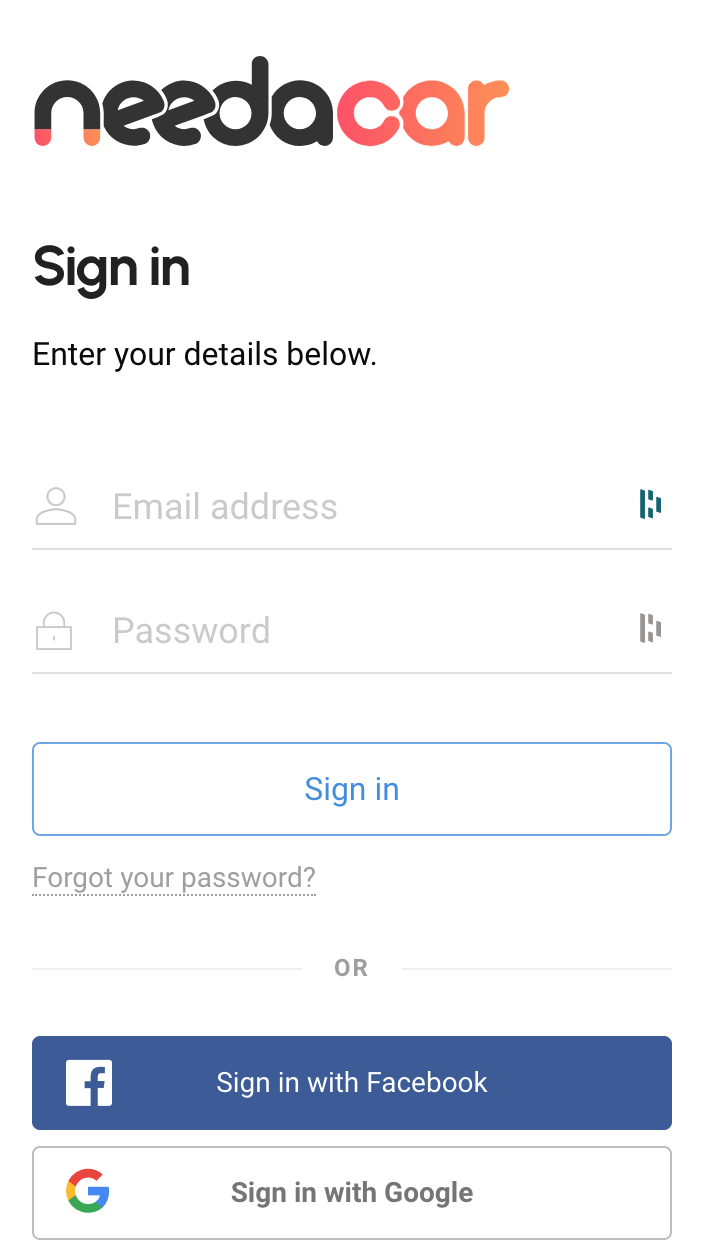 needacar
Sign in
Enter your details below.
Email address
Password
Sign in
Forgot your password?
OR
Sign in with Facebook
Sign in with Google